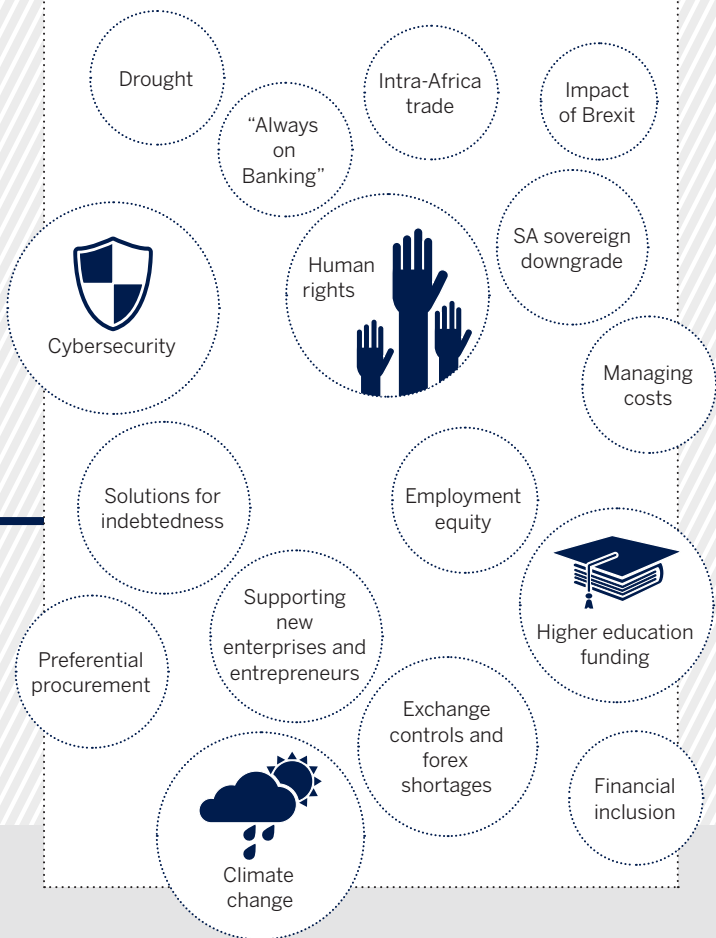 Drought
“Always
on
Banking”
Intra-Africa
trade
Impact
of Brexit
Cybersecurity
Human
rights
SA sovereign
downgrade
Managing
costs
Solutions for
indebtedness
Employment
equity
Higher education
funding
Supporting
new
enterprises and
entrepreneurs
Preferential
procurement
Exchange
controls and
forex
shortages
Financial
inclusion
Climate
change